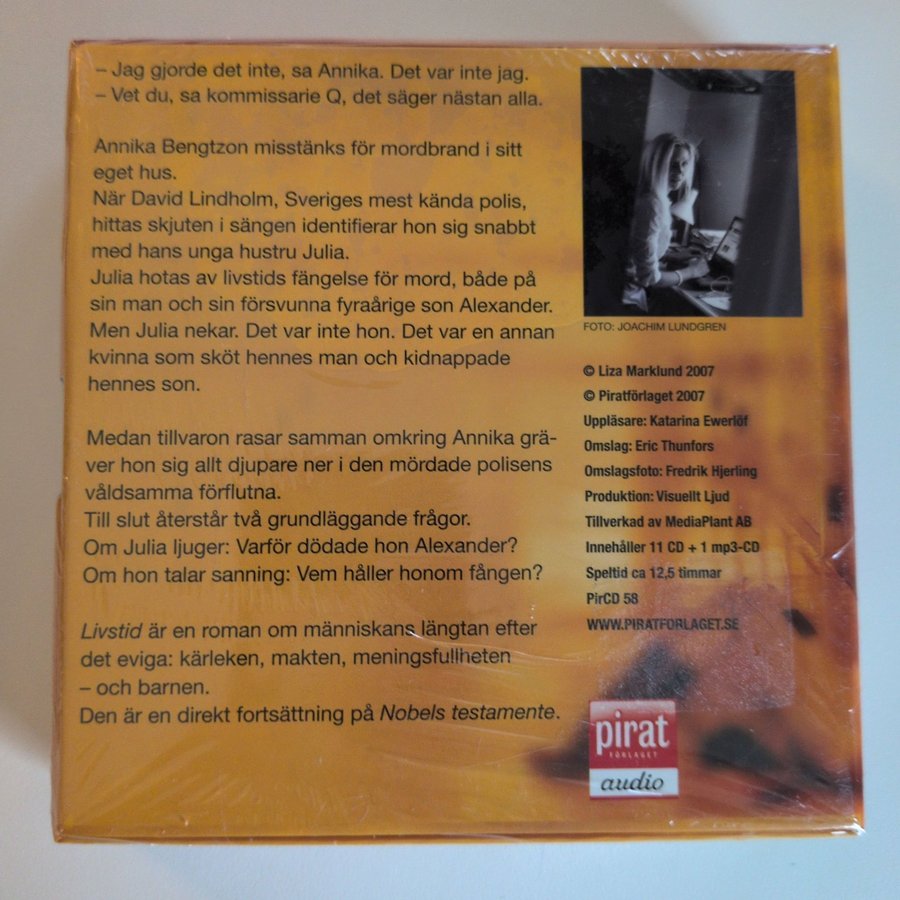 – Jag gjorde det inte, sa Annika. Det var inte jag.
– Vet du, sa kommissarie Q, det säger nästan alla.
Annika Bengtzon misstänks för mordbrand i sitt
eget hus.
När David Lindholm, Sveriges mest kända polis,
hittas skjuten i sängen identifierar hon sig snabbt
med hans unga hustru Julia.
Julia hotas av livstids fängelse för mord, både på
sin man och sin försvunna fyraårige son Alexander.
Men Julia nekar. Det var inte hon. Det var en annan
kvinna som sköt hennes man och kidnappade
hennes son.
Medan tillvaron rasar samman omkring Annika grä-
ver hon sig allt djupare ner i den mördade polisens
våldsamma förflutna.
Till slut återstår två grundläggande frågor.
Om Julia ljuger: Varför dödade hon Alexander?
Om hon talar sanning: Vem håller honom fången?
Livstid är en roman om människans längtan efter
det eviga: kärleken, makten, meningsfullheten
– och barnen.
Den är en direkt fortsättning på Nobels testamente.
FOTO: JOACHIM LUNDGREN
© Liza Marklund 2007
© Piratförlaget 2007
Uppläsare: Katarina Ewerlöf
Omslag: Eric Thunfors
Omslagsfoto: Fredrik Hjerling
Produktion: Visuellt Ljud
Tillverkad av MediaPlant AB
Innehåller 11 CD + 1 mp3-CD
Speltid ca 12,5 timmar
PirCD 58
WWW.PIRATFORLAGET.SE
pirat
FÖRLAGET
audio